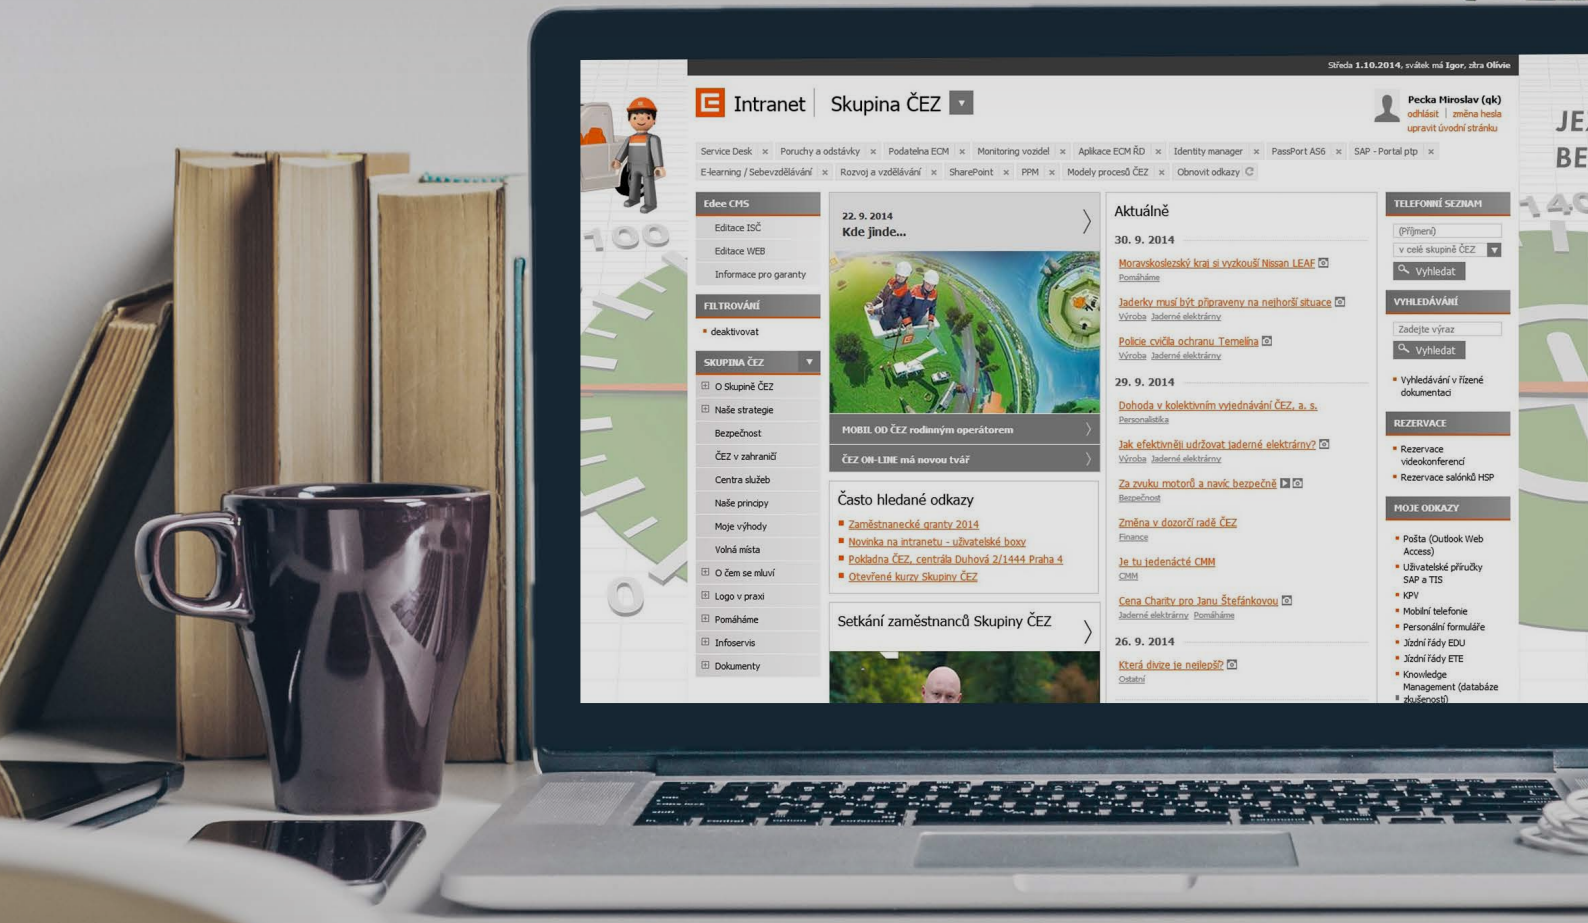 Středa 1.10.2014, svátek má Igor, zítra Olívie
Intranet
Skupina ČEZ
Pecka Miroslav (qk)
odhlásit
změna hesla
upravit úvodní stránku
JE
BE
Service Desk × Poruchy a odstávky × Podatelna ECM × Monitoring vozidel × Aplikace ECM ŘD × Identity manager × PassPort AS6 × SAP - Portal ptp ×
E-learning / Sebevzdělávání × Rozvoj a vzdělávání × SharePoint × PPM × Modely procesů ČEZ × Obnovit odkazy
100
0
140
Edee CMS
Editace ISČ
Editace WEB
Informace pro garanty
FILTROVÁNÍ
deaktivovat
SKUPINA ČEZ
O Skupině ČEZ
Naše strategie
Bezpečnost
ČEZ v zahraničí
Centra služeb
Naše principy
Moje výhody
Volná místa
O čem se mluví
Logo v praxi
Pomáháme
Infoservis
Dokumenty
22. 9. 2014
Kde jinde...
MOBIL OD ČEZ rodinným operátorem
ČEZ ON-LINE má novou tvář
Často hledané odkazy
Zaměstnanecké granty 2014
Novinka na intranetu - uživatelské boxy
Pokladna ČEZ, centrála Duhová 2/1444 Praha 4
Otevřené kurzy Skupiny ČEZ
Setkání zaměstnanců Skupiny ČEZ
Aktuálně
30. 9. 2014
Moravskoslezský kraj si vyzkouší Nissan LEAF
Pomáháme
Jaderky musí být připraveny na nejhorší situace
Výroba Jaderné elektrárny
Policie cvičila ochranu Temelína
Výroba Jaderné elektrárny
29. 9. 2014
Dohoda v kolektivním vyjednávání ČEZ, a. s.
Personalistika
Jak efektivněji udržovat jaderné elektrárny?
Výroba Jaderné elektrárny
Za zvuku motorů a navíc bezpečně
Bezpečnost
Změna v dozorčí radě ČEZ
Finance
Je tu jedenácté CMM
CMM
Cena Charity pro Janu Štefánkovou
Jaderné elektrárny Pomáháme
26. 9. 2014
Která divize je nejlepší?
Ostatní
TELEFONNÍ SEZNAM
(Příjmení)
v celé skupině ČEZ
Vyhledat
VYHLEDÁVÁNÍ
Zadejte výraz
Vyhledat
Vyhledávání v řízené
dokumentaci
REZERVACE
Rezervace
videokonferencí
Rezervace salónků HSP
MOJE ODKAZY
Pošta (Outlook Web
Access)
Uživatelské příručky
SAP a TIS
KPV
Mobilní telefonie
Personální formuláře
Jízdní řády EDU
Jízdní řády ETE
Knowledge
Management (databáze
zkušeností)
control option command